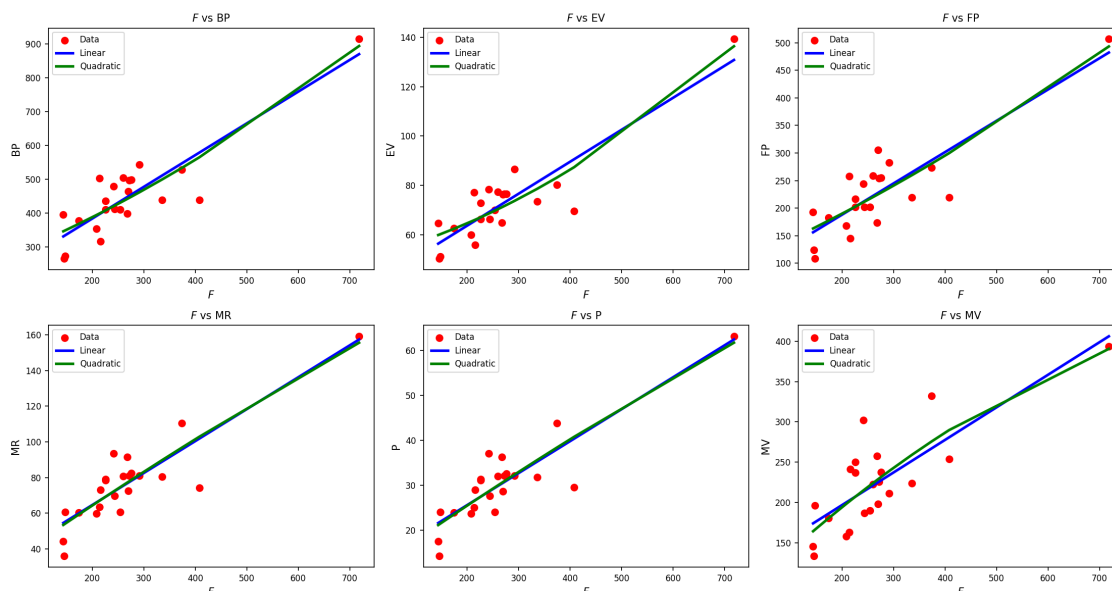 F vs BP
900
800
700
600
500
400
300
BP
Data
Linear
Quadratic
200
300
400
500
600
700
F
F vs EV
140
120
100
80
60
EV
Data
Linear
Quadratic
200
300
400
500
600
700
F
F vs FP
500
450
400
350
300
250
200
150
100
FP
Data
Linear
Quadratic
200
300
400
500
600
700
F
F vs MR
160
140
120
100
80
60
40
MR
Data
Linear
Quadratic
200
300
400
500
600
700
F
F vs P
60
50
40
30
20
P
Data
Linear
Quadratic
200
300
400
500
600
700
F
F vs MV
400
350
300
250
200
150
MV
Data
Linear
Quadratic
200
300
400
500
600
700
F